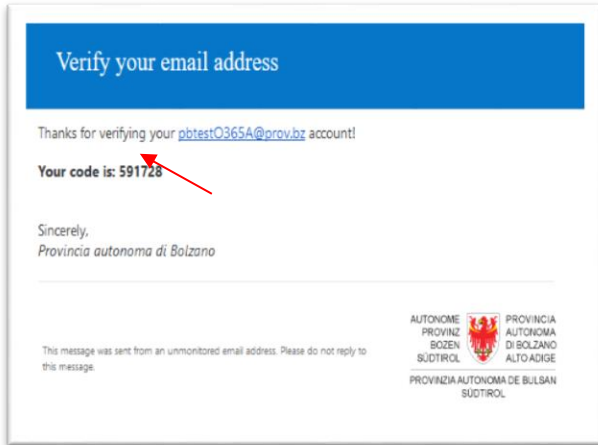 Verify your email address
Thanks for verifying your pbtestO365A@prov.bz account!
Your code is: 591728
Sincerely,
Provincia autonoma di Bolzano
This message was sent from an unmonitored email address. Please do not reply to
this message.
AUTONOME
PROVINZ
BOZEN
SÜDTIROL
PROVINCIA
AUTONOMA
DI BOLZANO
ALTO ADIGE
PROVINZIA AUTONOMA DE BULSAN
SÜDTIROL